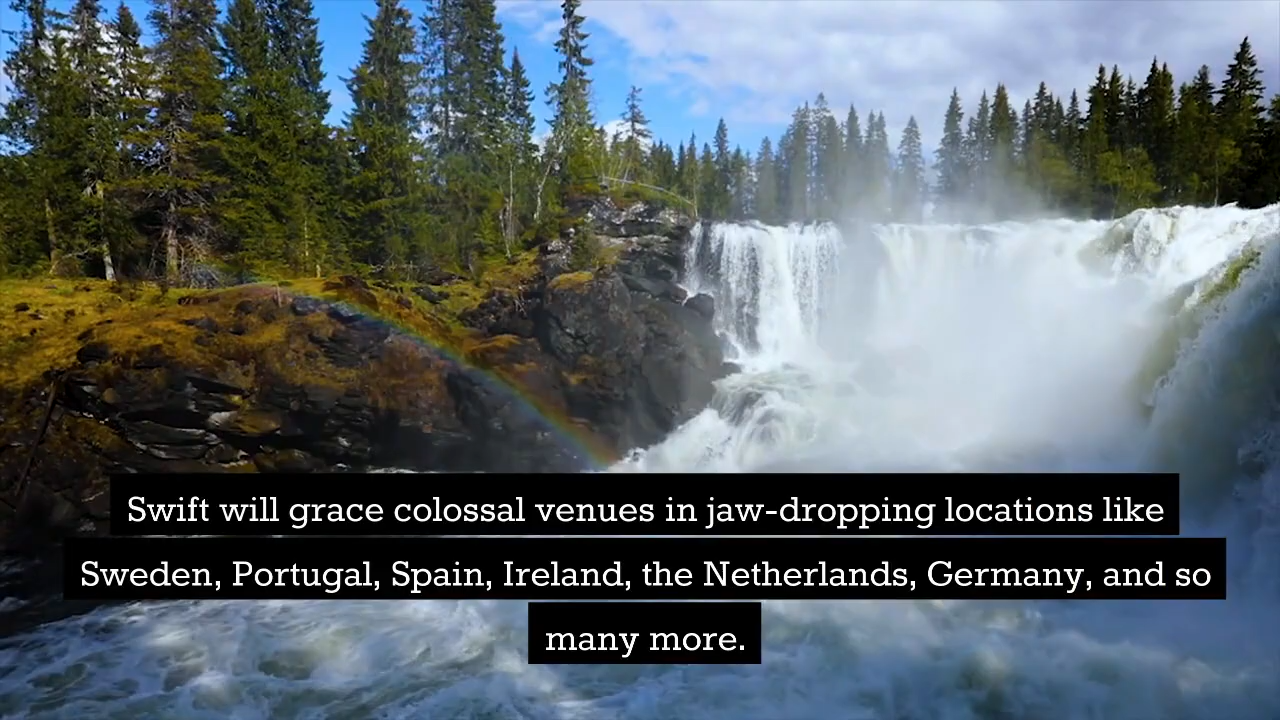 Swift will grace colossal venues in jaw-dropping locations like
Sweden, Portugal, Spain, Ireland, the Netherlands, Germany, and so
many more.